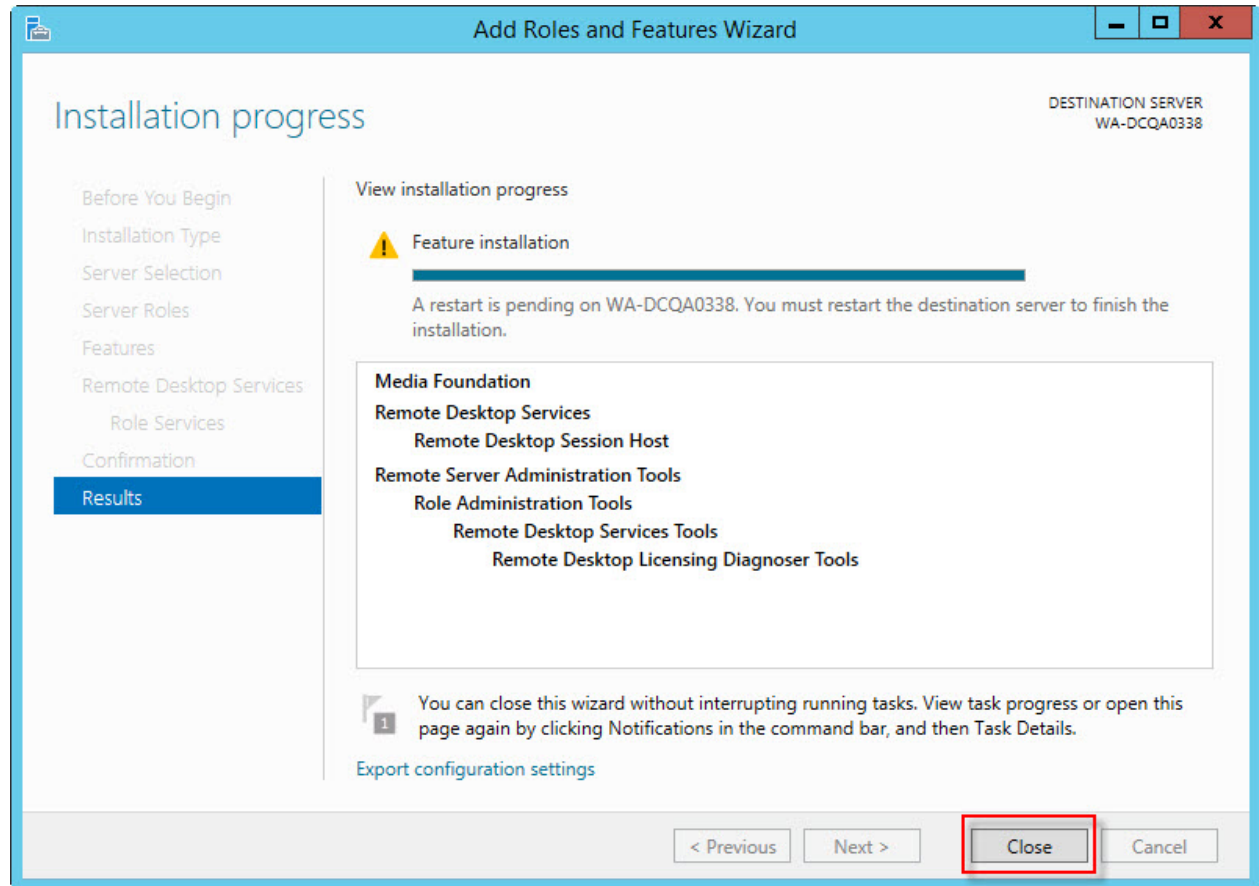 Add Roles and Features Wizard
Installation progress
DESTINATION SERVER
WA-DCQA0338
Before You Begin
Installation Type
Server Selection
Server Roles
Features
Remote Desktop Services
Role Services
Confirmation
Results
View installation progress
Feature installation
A restart is pending on WA-DCQA0338. You must restart the destination server to finish the
installation.
Media Foundation
Remote Desktop Services
Remote Desktop Session Host
Remote Server Administration Tools
Role Administration Tools
Remote Desktop Services Tools
Remote Desktop Licensing Diagnoser Tools
1
You can close this wizard without interrupting running tasks. View task progress or open this
page again by clicking Notifications in the command bar, and then Task Details.
Export configuration settings
< Previous
Next >
Close
Cancel